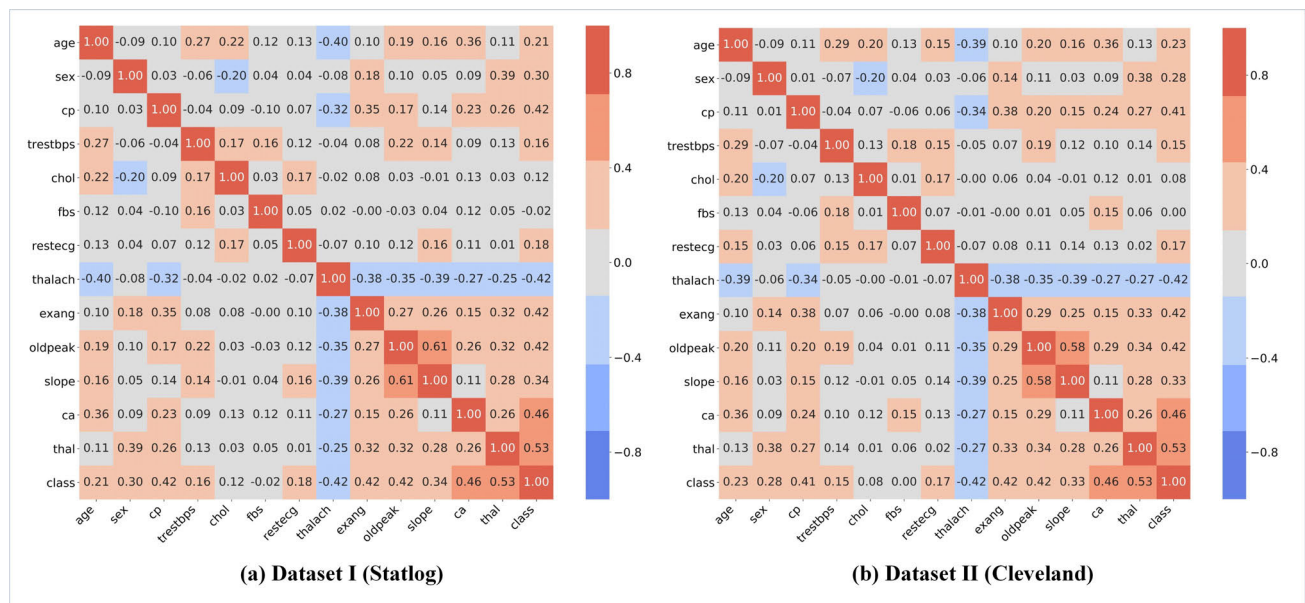 age 1.00 -0.09 0.10 0.27 0.22 0.12 0.13 -0.40 0.10 0.19 0.16 0.36 0.11 0.21
sex -0.09 1.00 0.03 -0.06 -0.20 0.04 0.04 -0.08 0.18 0.10 0.05 0.09 0.39 0.30
cp 0.10 0.03 1.00 -0.04 0.09 -0.10 0.07 -0.32 0.35 0.17 0.14 0.23 0.26 0.42
trestbps 0.27 -0.06 -0.04 1.00 0.17 0.16 0.12 -0.04 0.08 0.22 0.14 0.09 0.13 0.16
chol 0.22 -0.20 0.09 0.17 1.00 0.03 0.17 -0.02 0.08 0.03 -0.01 0.13 0.03 0.12
fbs 0.12 0.04 -0.10 0.16 0.03 1.00 0.05 0.02 -0.00 -0.03 0.04 0.12 0.05 -0.02
restecg 0.13 0.04 0.07 0.12 0.17 0.05 1.00 -0.07 0.10 0.12 0.16 0.11 0.01 0.18
thalach -0.40 -0.08 -0.32 -0.04 -0.02 0.02 -0.07 1.00 -0.38 -0.35 -0.39 -0.27 -0.25 -0.42
exang 0.10 0.18 0.35 0.08 0.08 -0.00 0.10 -0.38 1.00 0.27 0.26 0.15 0.32 0.42
oldpeak 0.19 0.10 0.17 0.22 0.03 -0.03 0.12 -0.35 0.27 1.00 0.61 0.26 0.32 0.42
slope 0.16 0.05 0.14 0.14 -0.01 0.04 0.16 -0.39 0.26 0.61 1.00 0.11 0.28 0.34
ca 0.36 0.09 0.23 0.09 0.13 0.12 0.11 -0.27 0.15 0.26 0.11 1.00 0.26 0.46
thal 0.11 0.39 0.26 0.13 0.03 0.05 0.01 -0.25 0.32 0.32 0.28 0.26 1.00 0.53
class 0.21 0.30 0.42 0.16 0.12 -0.02 0.18 -0.42 0.42 0.42 0.34 0.46 0.53 1.00
age sex cp trestbps chol fbs restecg thalach exang oldpeak slope ca thal class
0.8
0.4
0.0
−0.4
−0.8
(a) Dataset I (Statlog)
age 1.00 -0.09 0.11 0.29 0.20 0.13 0.15 -0.39 0.10 0.20 0.16 0.36 0.13 0.23
sex -0.09 1.00 0.01 -0.07 -0.20 0.04 0.03 -0.06 0.14 0.11 0.03 0.09 0.38 0.28
cp 0.11 0.01 1.00 -0.04 0.07 -0.06 0.06 -0.34 0.38 0.20 0.15 0.24 0.27 0.41
trestbps 0.29 -0.07 -0.04 1.00 0.13 0.18 0.15 -0.05 0.07 0.19 0.12 0.10 0.14 0.15
chol 0.20 -0.20 0.07 0.13 1.00 0.01 0.17 -0.00 0.06 0.04 -0.01 0.12 0.01 0.08
fbs 0.13 0.04 -0.06 0.18 0.01 1.00 0.07 -0.01 -0.00 0.01 0.05 0.15 0.06 0.00
restecg 0.15 0.03 0.06 0.15 0.17 0.07 1.00 -0.07 0.08 0.11 0.14 0.13 0.02 0.17
thalach -0.39 -0.06 -0.34 -0.05 -0.00 -0.01 -0.07 1.00 -0.38 -0.35 -0.39 -0.27 -0.27 -0.42
exang 0.10 0.14 0.38 0.07 0.06 -0.00 0.08 -0.38 1.00 0.29 0.25 0.15 0.33 0.42
oldpeak 0.20 0.11 0.20 0.19 0.04 0.01 0.11 -0.35 0.29 1.00 0.58 0.29 0.34 0.42
slope 0.16 0.03 0.15 0.12 -0.01 0.05 0.14 -0.39 0.25 0.58 1.00 0.11 0.28 0.33
ca 0.36 0.09 0.24 0.10 0.12 0.15 0.13 -0.27 0.15 0.29 0.11 1.00 0.26 0.46
thal 0.13 0.38 0.27 0.14 0.01 0.06 0.02 -0.27 0.33 0.34 0.28 0.26 1.00 0.53
class 0.23 0.28 0.41 0.15 0.08 0.00 0.17 -0.42 0.42 0.42 0.33 0.46 0.53 1.00
age sex cp trestbps chol fbs restecg thalach exang oldpeak slope ca thal class
0.8
0.4
0.0
−0.4
−0.8
(b) Dataset II (Cleveland)